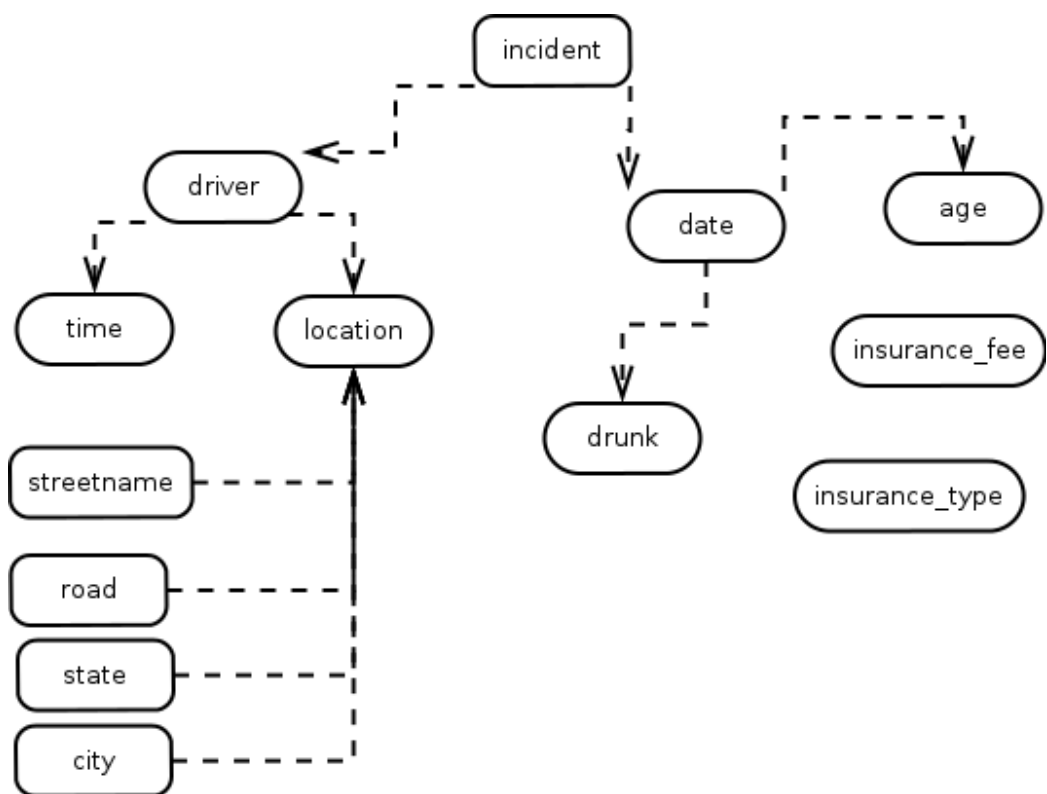 incident
driver
date
age
time
location
insurance_fee
drunk
streetname
insurance_type
road
state
city